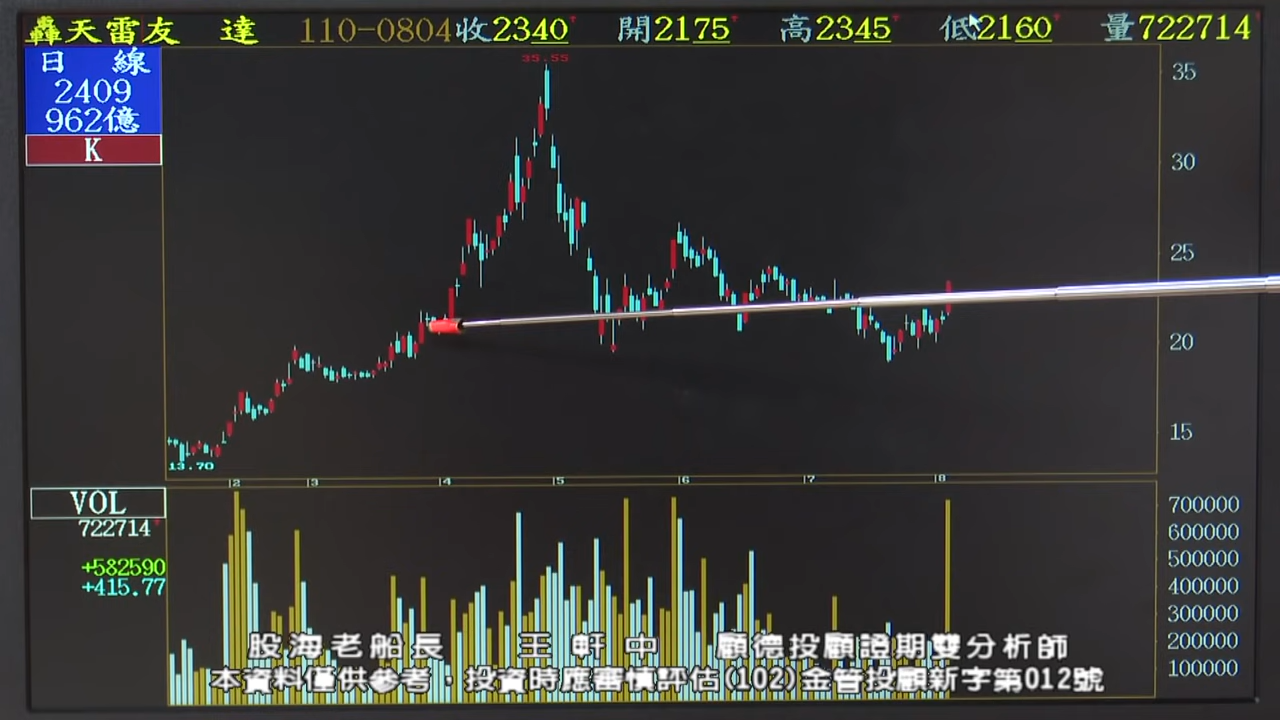 轟天雷友 達 110-0804收2340 開2175 高2345 低2160 量722714
日 線
2409
962億
K
35.55
35
30
25
20
15
13.70
2 3 4 5 6 7 8
VOL
722714
+582590
+415.77
700000
600000
500000
400000
300000
200000
100000
股海老船長 王軒中 顧德投顧證期雙分析師
本資料僅供參考,投資時應審慎評估(102)金管投顧新字第012號